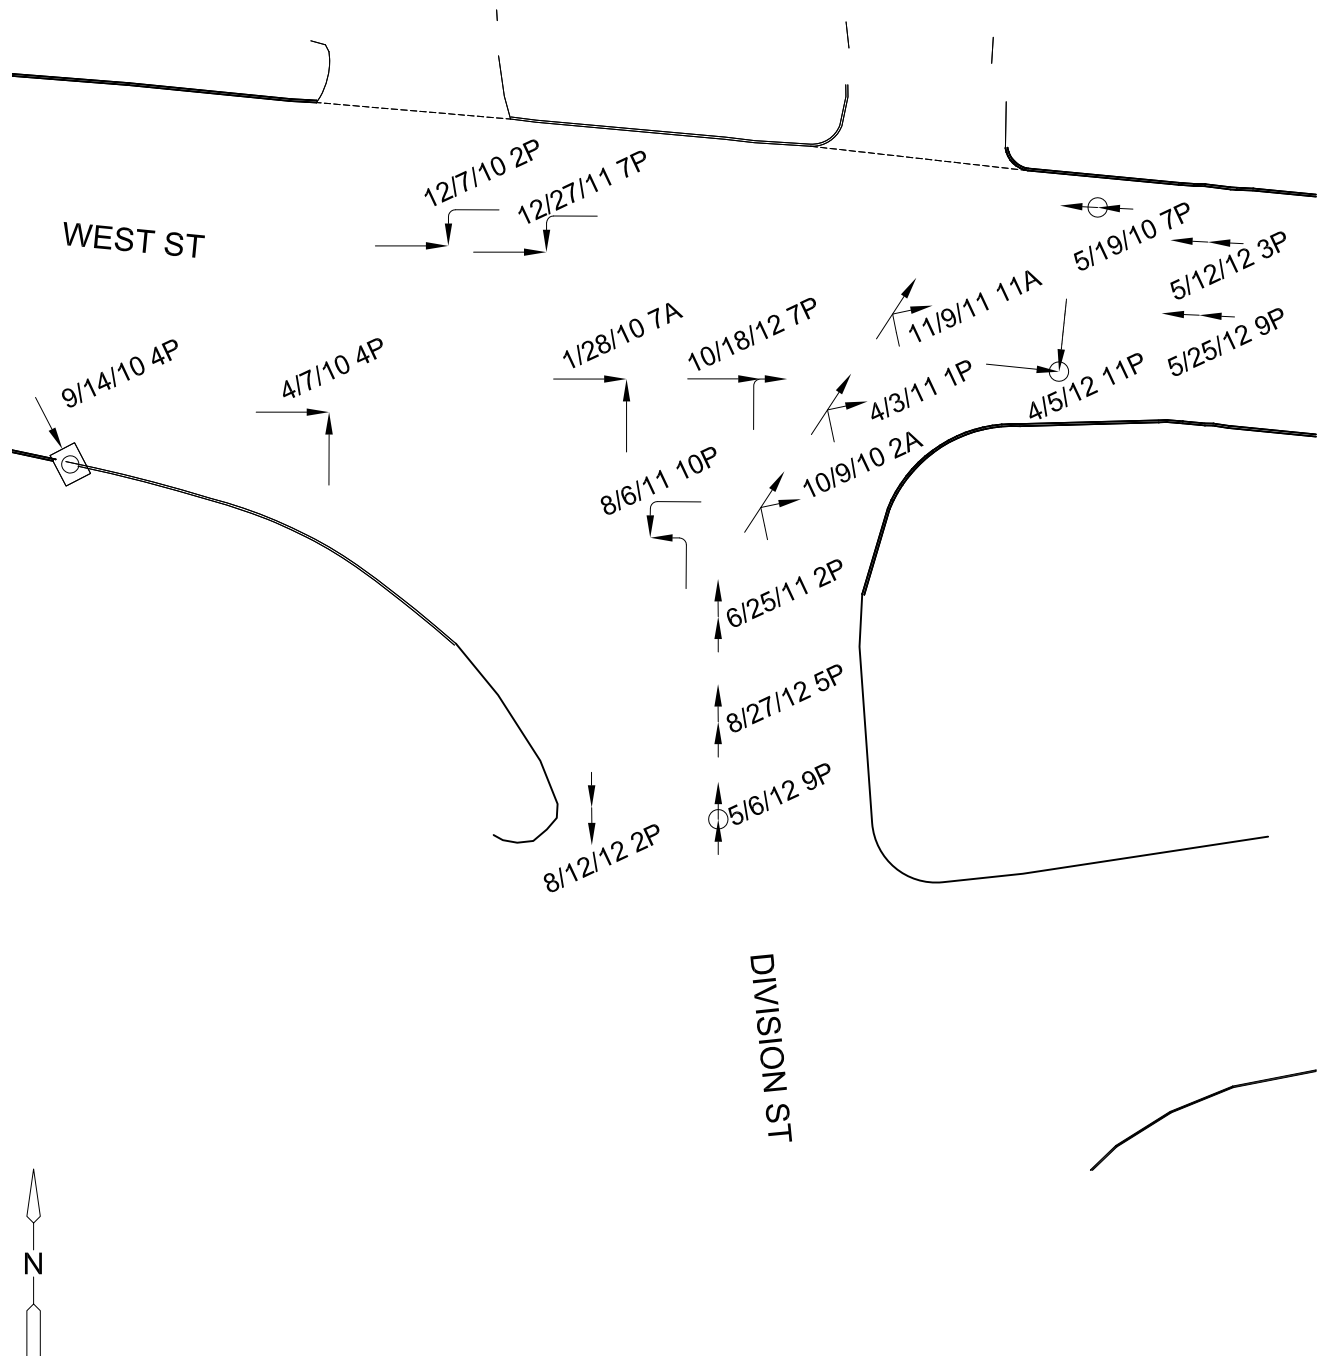 12/7/10 2P
12/27/11 7P
WEST ST
5/19/10 7P
5/12/12 3P
11/9/11 11A
1/28/10 7A
10/18/12 7P
5/25/12 9P
9/14/10 4P
4/7/10 4P
4/3/11 1P
4/5/12 11P
8/6/11 10P
10/9/10 2A
6/25/11 2P
8/27/12 5P
5/6/12 9P
8/12/12 2P
DIVISION ST
N